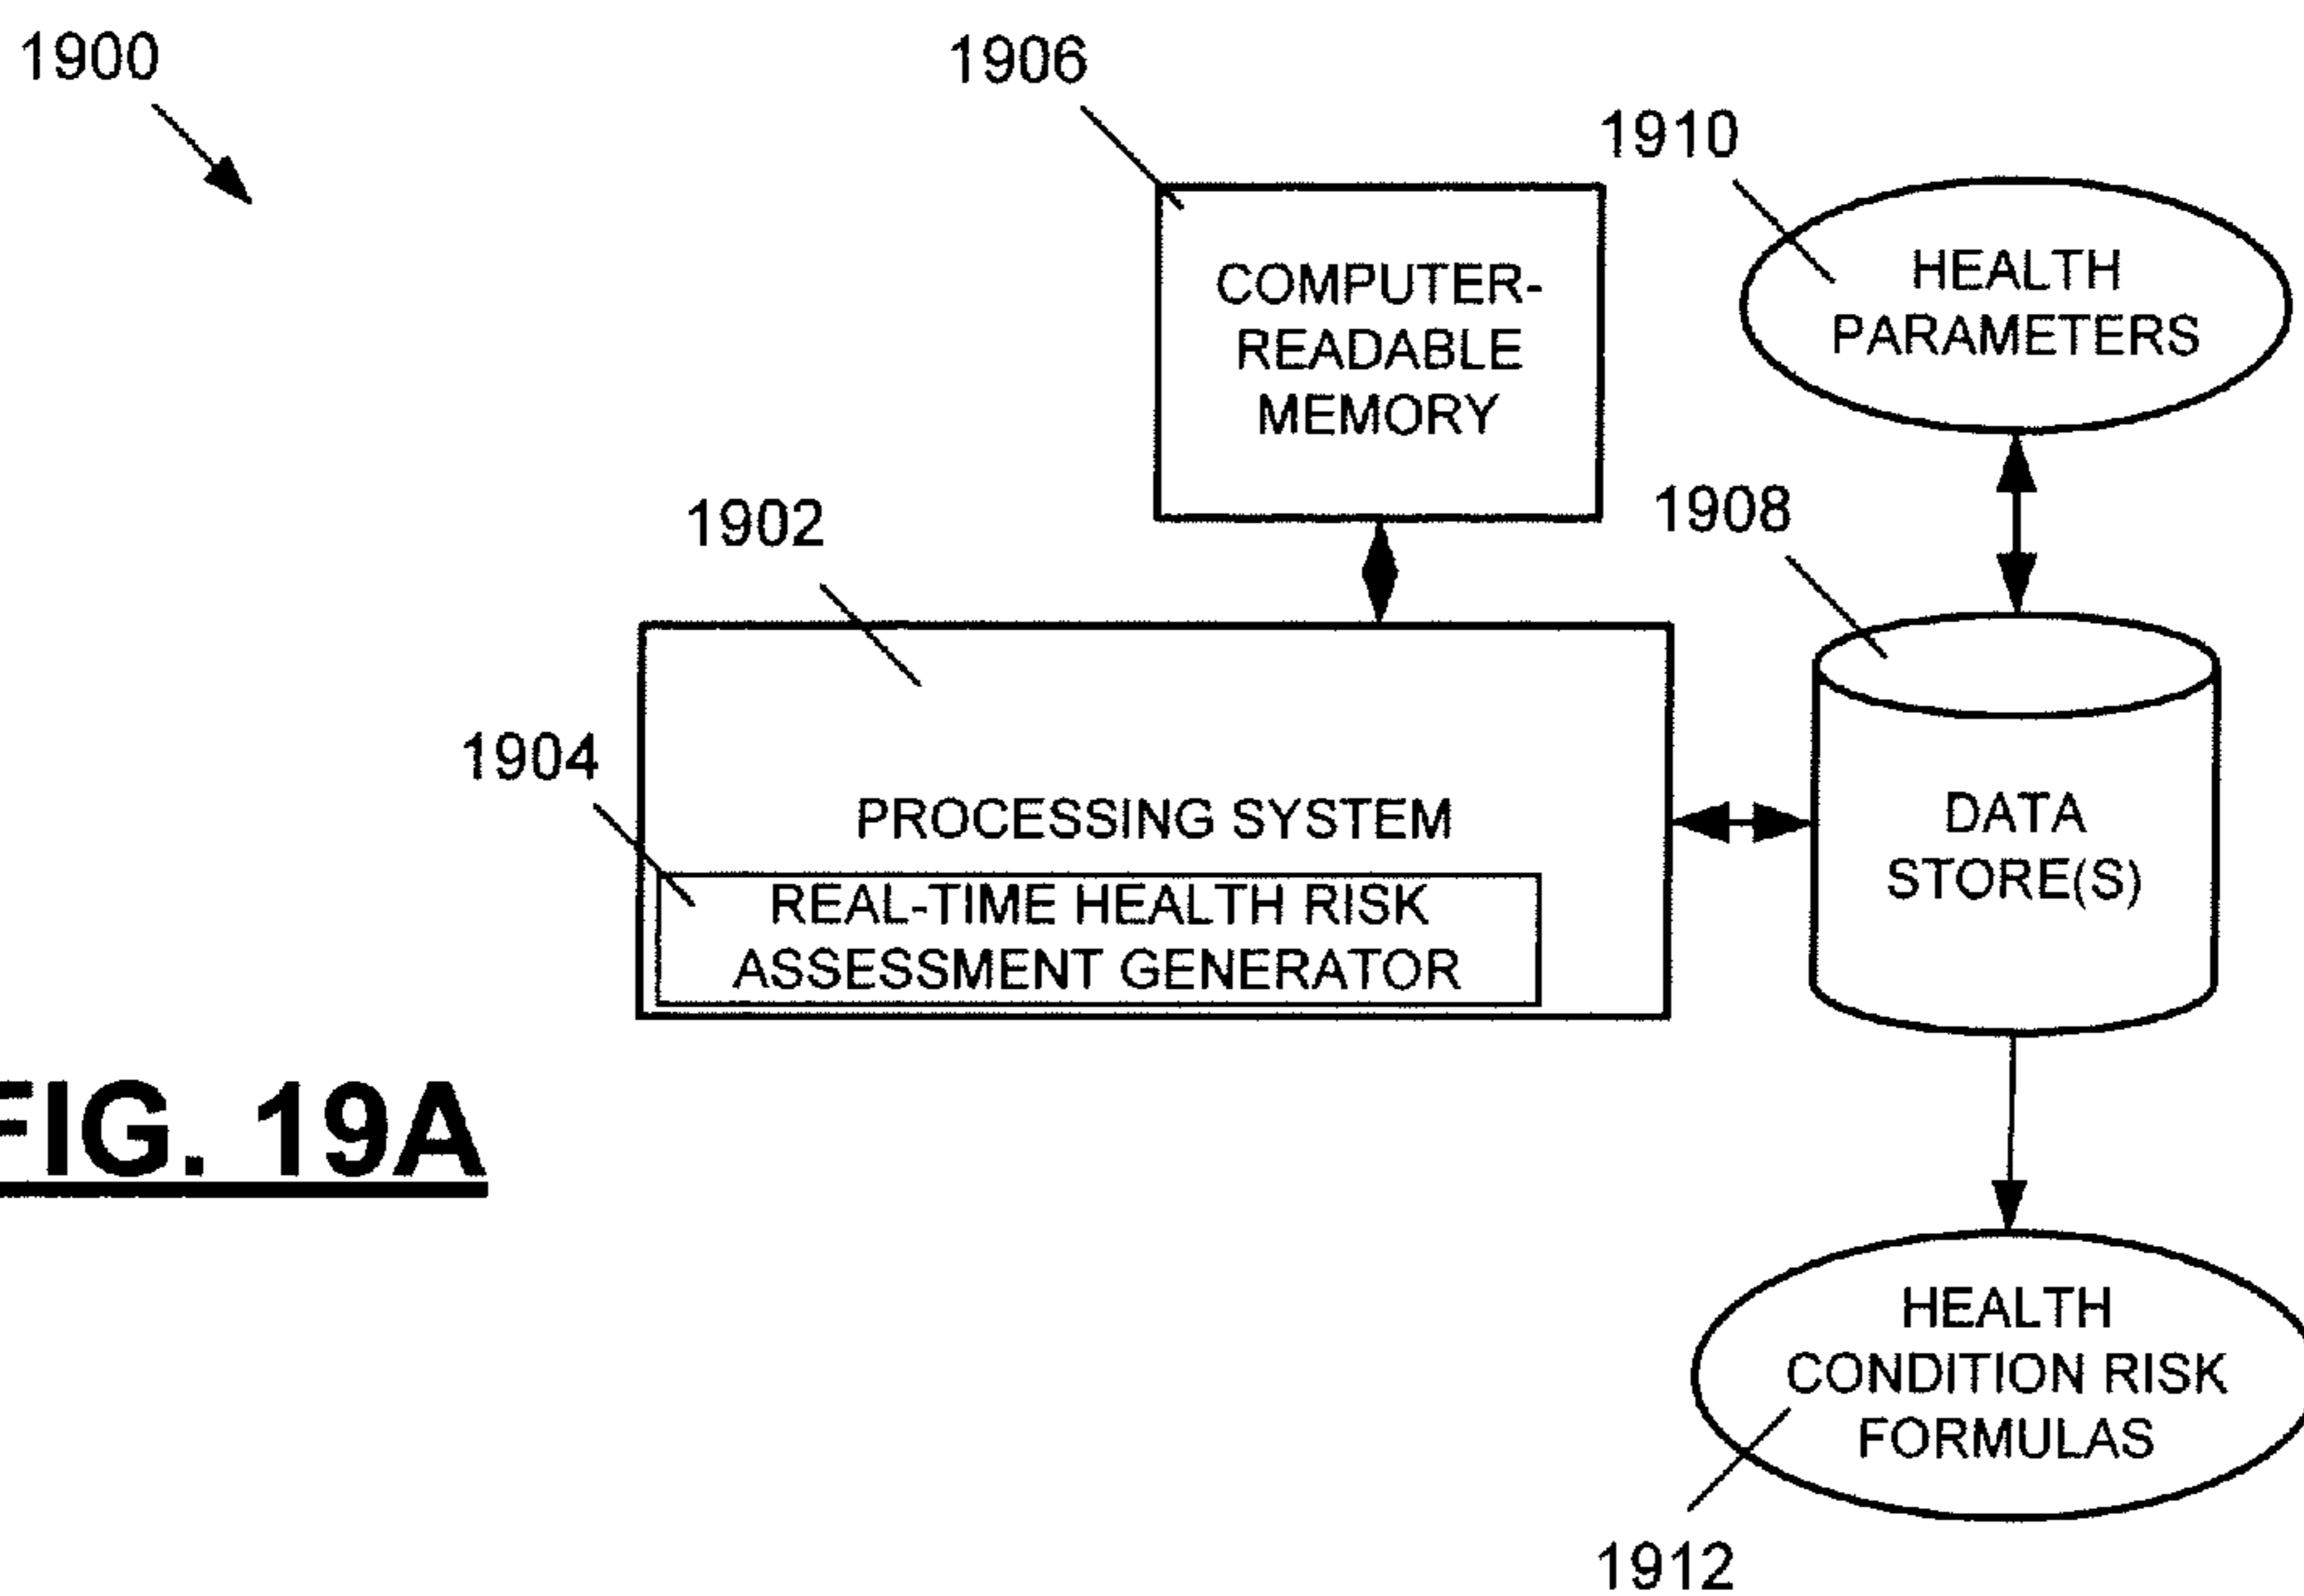 1900
1906
1910
HEALTH
PARAMETERS
COMPUTER-
READABLE
MEMORY
1908
1902
1904
PROCESSING SYSTEM
REAL-TIME HEALTH RISK
ASSESSMENT GENERATOR
DATA
STORE(S)
FIG. 19A
HEALTH
CONDITION RISK
FORMULAS
1912